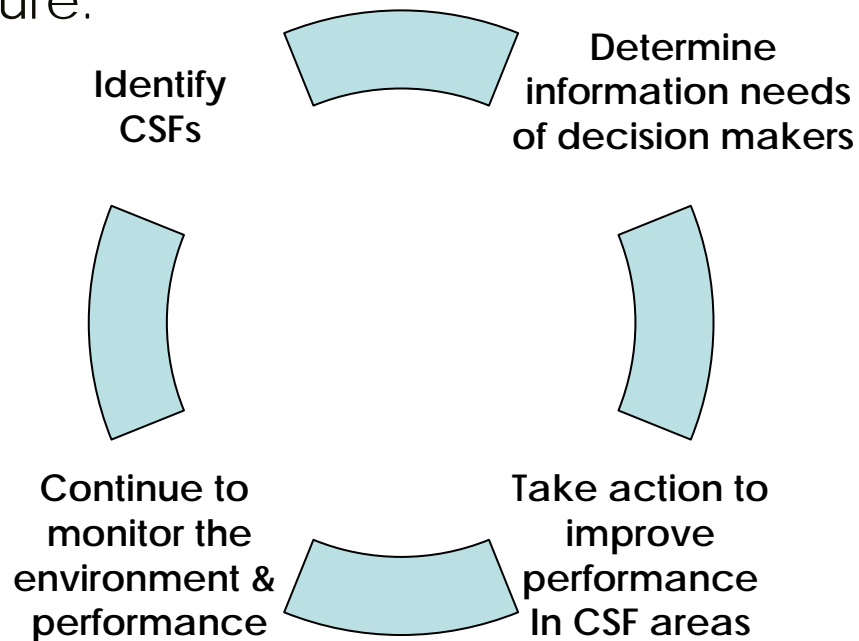 ure.
Identify
CSFs
Determine
information needs
of decision makers
Take action to
improve
performance
In CSF areas
Continue to
monitor the
environment &
performance